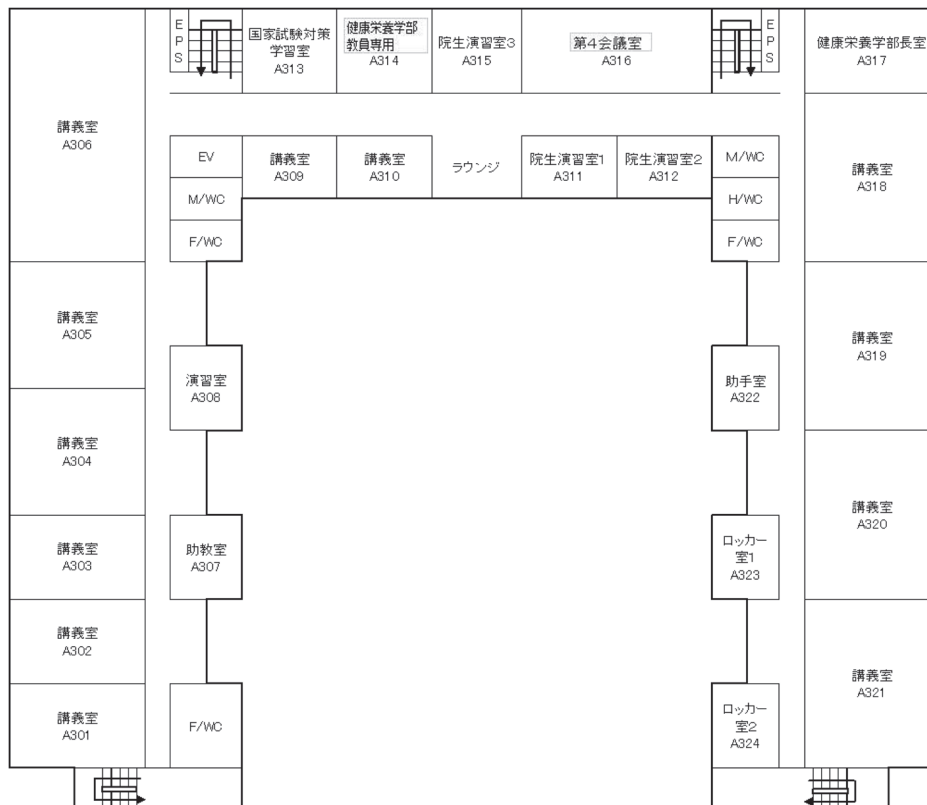 EPS
国家試験対策
学習室
A313
健康栄養学部
教員専用
A314
院生演習室3
A315
第4会議室
A316
EPS
健康栄養学部長室
A317
講義室
A306
EV
講義室
A309
講義室
A310
ラウンジ
院生演習室1
A311
院生演習室2
A312
M/WC
講義室
A318
M/WC
H/WC
F/WC
F/WC
講義室
A305
講義室
A319
演習室
A308
助手室
A322
講義室
A304
講義室
A320
講義室
A303
助教室
A307
ロッカー
室1
A323
講義室
A302
講義室
A321
講義室
A301
F/WC
ロッカー
室2
A324